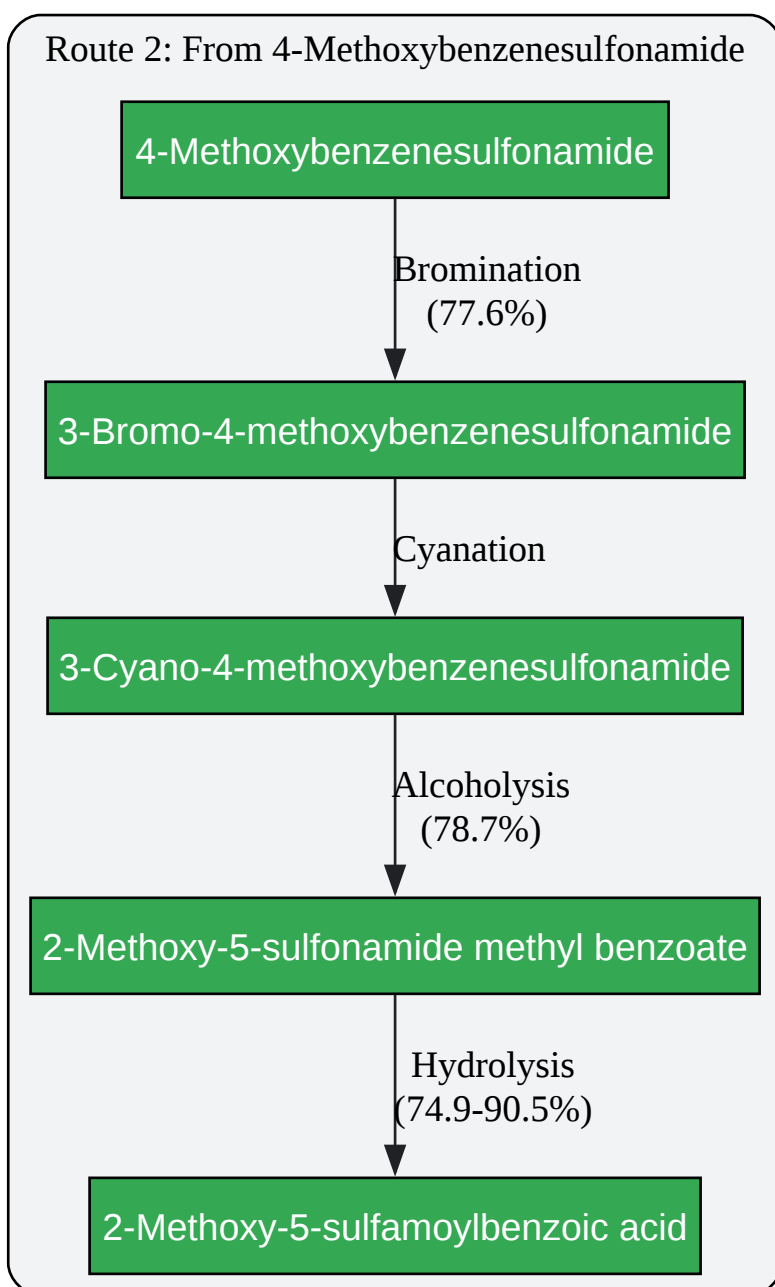 Route 2: From 4-Methoxybenzenesulfonamide
4-Methoxybenzenesulfonamide
Bromination
(77.6%)
3-Bromo-4-methoxybenzenesulfonamide
Cyanation
3-Cyano-4-methoxybenzenesulfonamide
Alcoholysis
(78.7%)
2-Methoxy-5-sulfonamide methyl benzoate
Hydrolysis
(74.9-90.5%)
2-Methoxy-5-sulfamoylbenzoic acid